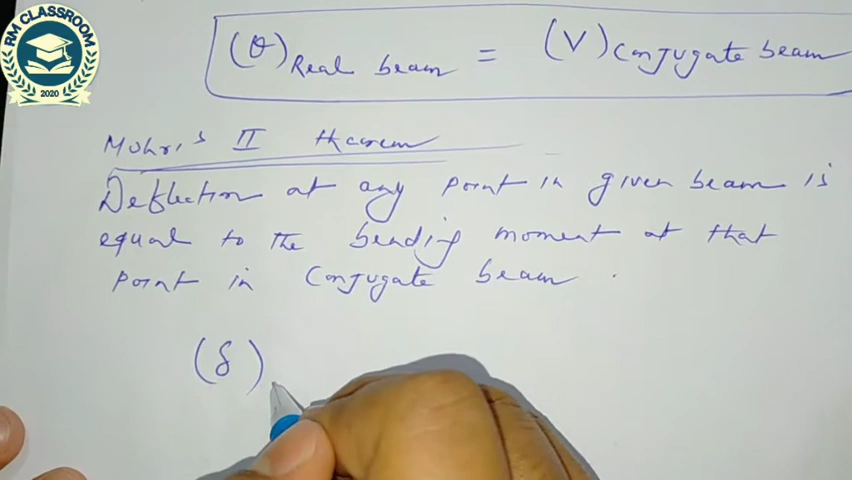 RM CLASSROOM
2020
(θ)Real beam = (V)Conjugate beam
Mohr's II theorem
Deflection at any point in given beam is
equal to the bending moment at that
point in Conjugate beam.
(δ)